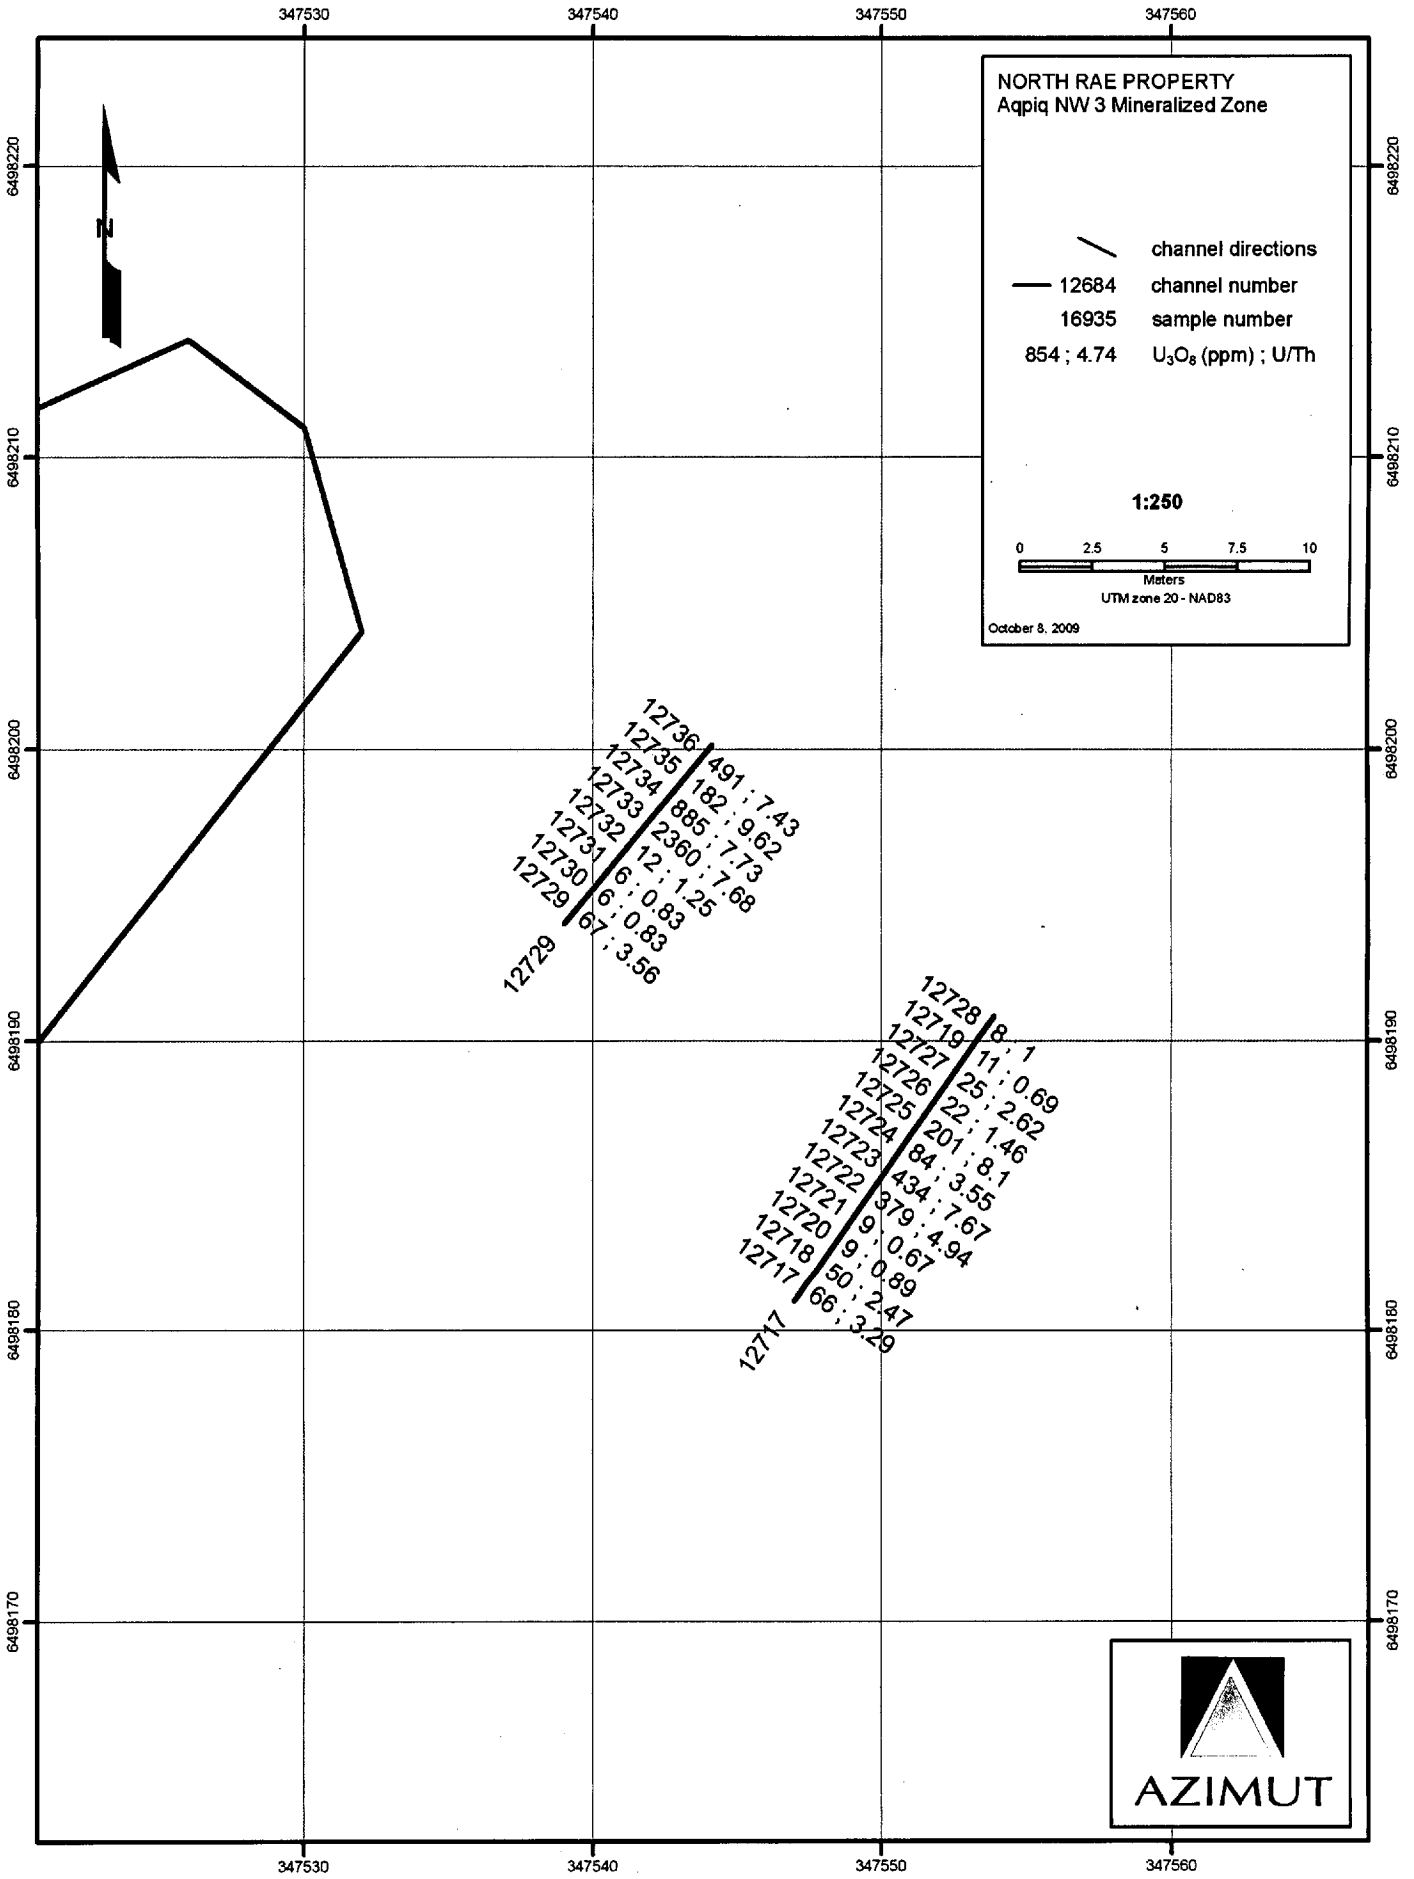 347530
347540
347550
347560
NORTH RAE PROPERTY
Aqpiq NW 3 Mineralized Zone
channel directions
12684 channel number
16935 sample number
854 ; 4.74 U₃O₈ (ppm) ; U/Th
1:250
0 2.5 5 7.5 10
Meters
UTM zone 20 - NAD83
October 8, 2009
N
6498220
6498210
6498200
6498190
6498180
6498170
6498220
6498210
6498200
6498190
6498180
6498170
12736 491 ; 7.43
12735 182 ; 9.62
12734 885 ; 7.73
12733 2360 ; 7.68
12732 12 ; 1.25
12731 6 ; 0.83
12730 6 ; 0.83
12729 67 ; 3.56
12729
12728 8 ; 1
12719 11 ; 0.69
12727 25 ; 2.62
12726 22 ; 1.46
12725 201 ; 8.1
12724 84 ; 3.55
12723 434 ; 7.67
12722 379 ; 4.94
12721 9 ; 0.67
12720 9 ; 0.89
12718 50 ; 2.47
12717 66 ; 3.29
12717
AZIMUT
347530
347540
347550
347560